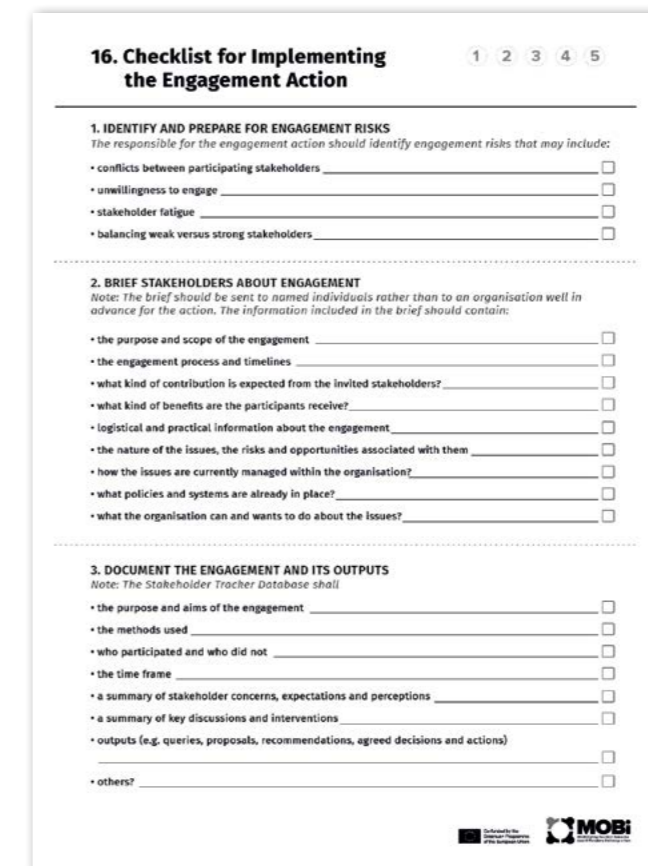 16. Checklist for Implementing
the Engagement Action
1 2 3 4 5
1. IDENTIFY AND PREPARE FOR ENGAGEMENT RISKS
The responsible for the engagement action should identify engagement risks that may include:
• conflicts between participating stakeholders
• unwillingness to engage
• stakeholder fatigue
• balancing weak versus strong stakeholders
2. BRIEF STAKEHOLDERS ABOUT ENGAGEMENT
Note: The brief should be sent to named individuals rather than to an organisation well in
advance for the action. The information included in the brief should contain:
• the purpose and scope of the engagement
• the engagement process and timelines
• what kind of contribution is expected from the invited stakeholders?
• what kind of benefits are the participants receive?
• logistical and practical information about the engagement
• the nature of the issues, the risks and opportunities associated with them
• how the issues are currently managed within the organisation?
• what policies and systems are already in place?
• what the organisation can and wants to do about the issues?
3. DOCUMENT THE ENGAGEMENT AND ITS OUTPUTS
Note: The Stakeholder Tracker Database shall
• the purpose and aims of the engagement
• the methods used
• who participated and who did not
• the time frame
• a summary of stakeholder concerns, expectations and perceptions
• a summary of key discussions and interventions
• outputs (e.g. queries, proposals, recommendations, agreed decisions and actions)
• others?
Co-funded by the
Erasmus+ Programme
of the European Union
MOBi